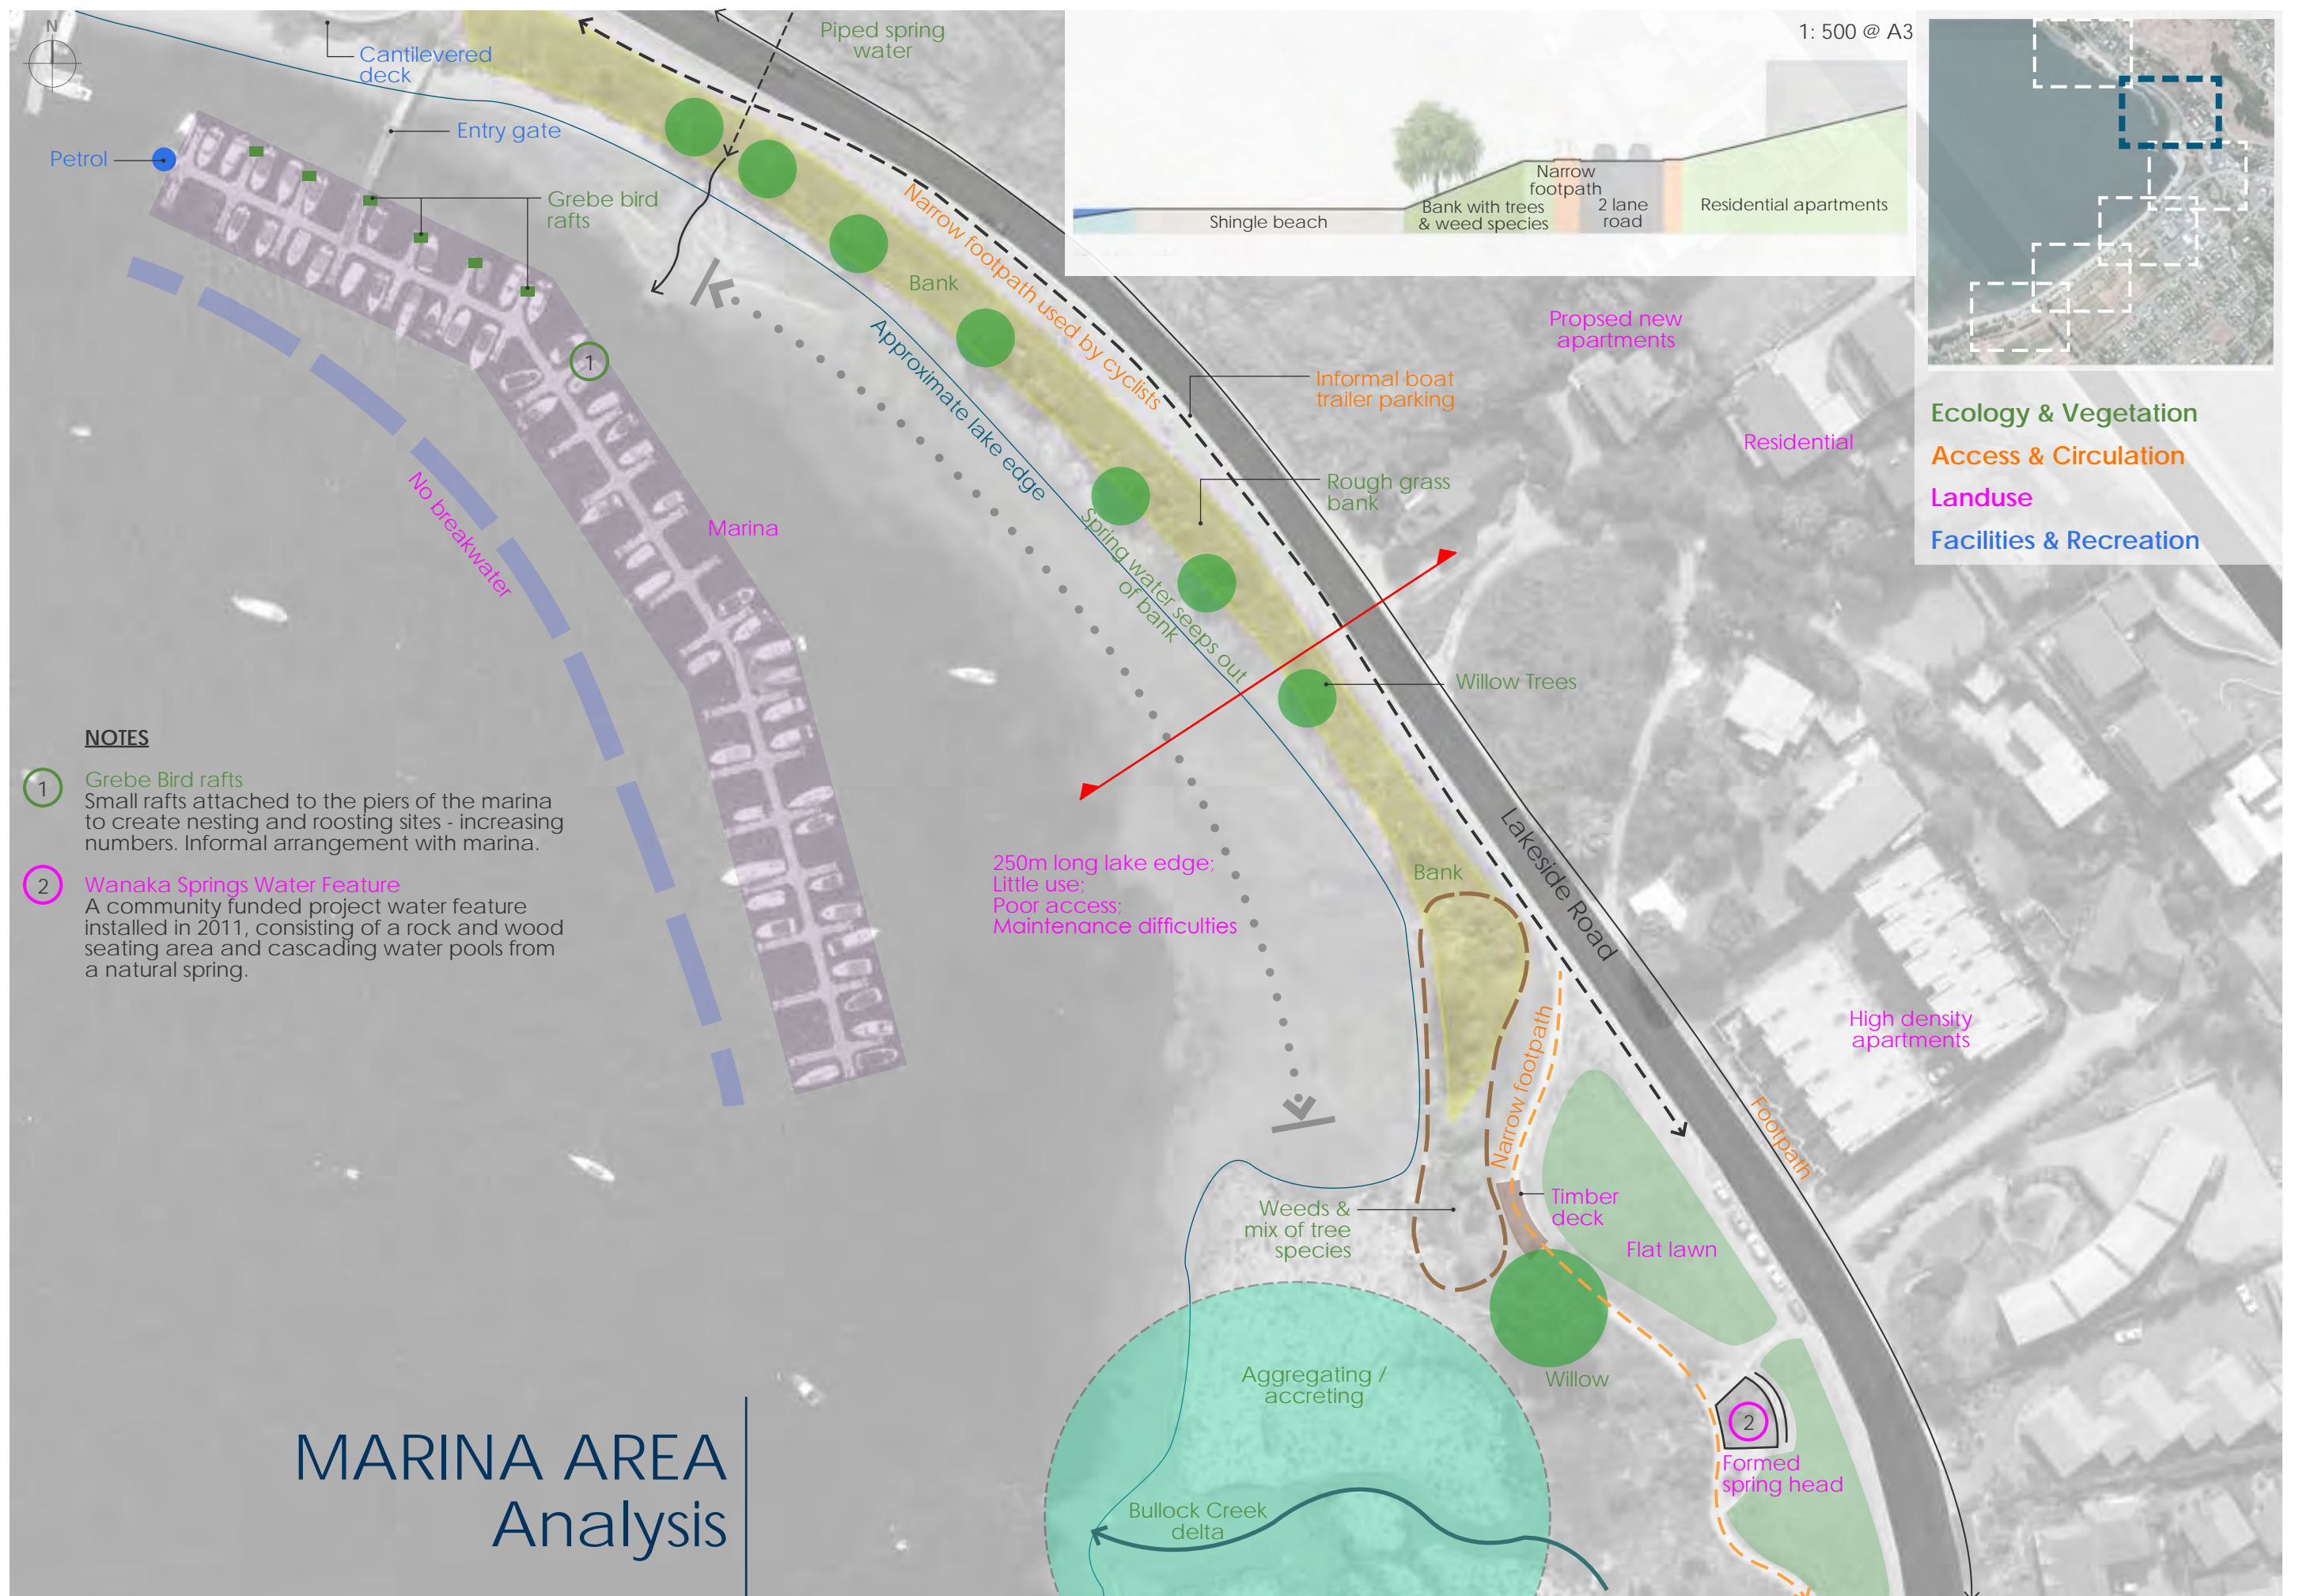 N
Cantilevered
deck
Piped spring
water
Entry gate
Petrol
Grebe bird
rafts
1: 500 @ A3
Narrow
footpath
Bank with trees
& weed species
2 lane
road
Shingle beach
Residential apartments
Ecology & Vegetation
Access & Circulation
Landuse
Facilities & Recreation
Narrow footpath used by cyclists
Bank
Approximate lake edge
Propsed new
apartments
Informal boat
trailer parking
Residential
1
Rough grass
bank
No breakwater
Marina
Spring water seeps out
of bank
Willow Trees
NOTES
1
Grebe Bird rafts
Small rafts attached to the piers of the marina
to create nesting and roosting sites - increasing
numbers. Informal arrangement with marina.
2
Wanaka Springs Water Feature
A community funded project water feature
installed in 2011, consisting of a rock and wood
seating area and cascading water pools from
a natural spring.
250m long lake edge;
Little use;
Poor access;
Maintenance difficulties
Bank
Lakeside Road
High density
apartments
Narrow footpath
Footpath
Timber
deck
Weeds &
mix of tree
species
Flat lawn
Aggregating /
accreting
Willow
2
Formed
spring head
Bullock Creek
delta
MARINA AREA
Analysis